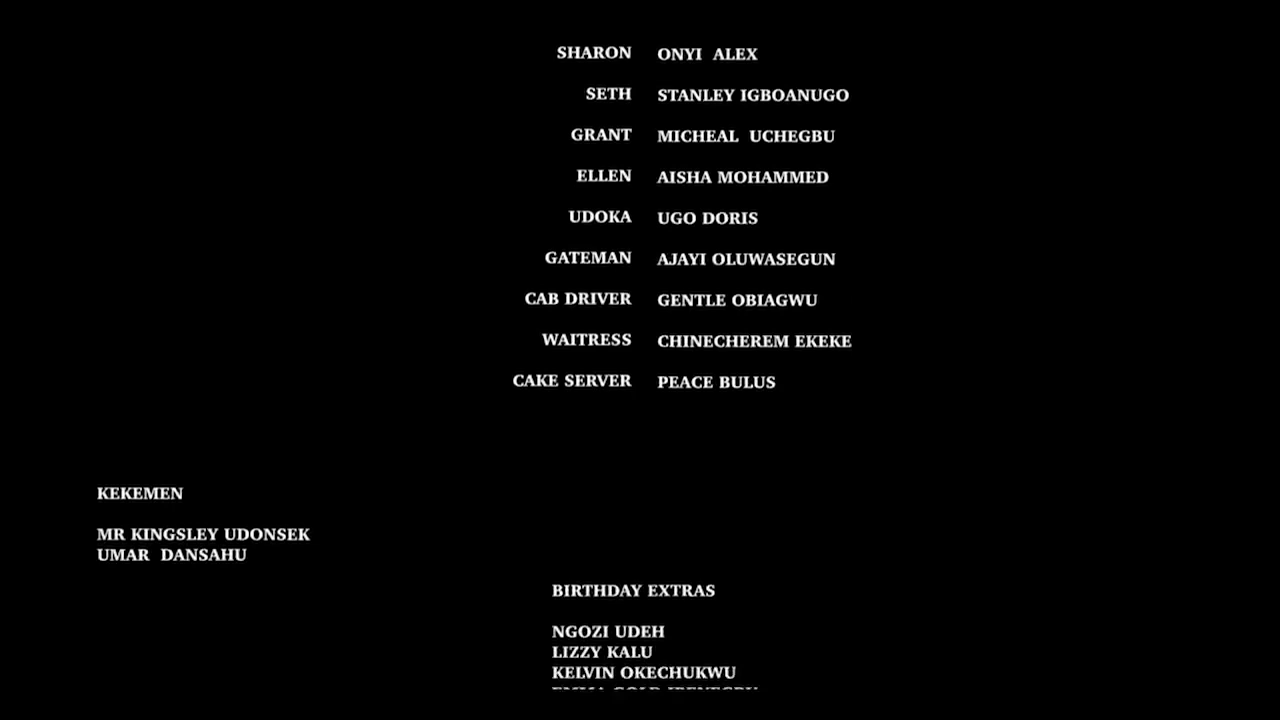 SHARON ONYI ALEX
SETH STANLEY IGBOANUGO
GRANT MICHEAL UCHEGBU
ELLEN AISHA MOHAMMED
UDOKA UGO DORIS
GATEMAN AJAYI OLUWASEGUN
CAB DRIVER GENTLE OBIAGWU
WAITRESS CHINECHEREM EKEKE
CAKE SERVER PEACE BULUS
KEKEMEN
MR KINGSLEY UDONSEK
UMAR DANSAHU
BIRTHDAY EXTRAS
NGOZI UDEH
LIZZY KALU
KELVIN OKECHUKWU